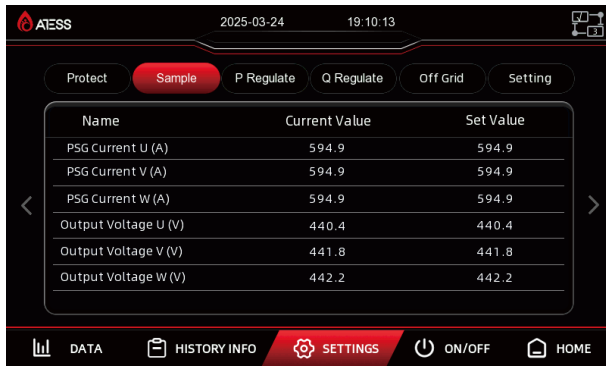 ATESS 2025-03-24 19:10:13
3
Protect Sample P Regulate Q Regulate Off Grid Setting
Name Current Value Set Value
PSG Current U (A) 594.9 594.9
PSG Current V (A) 594.9 594.9
PSG Current W (A) 594.9 594.9
Output Voltage U (V) 440.4 440.4
Output Voltage V (V) 441.8 441.8
Output Voltage W (V) 442.2 442.2
DATA HISTORY INFO SETTINGS ON/OFF HOME